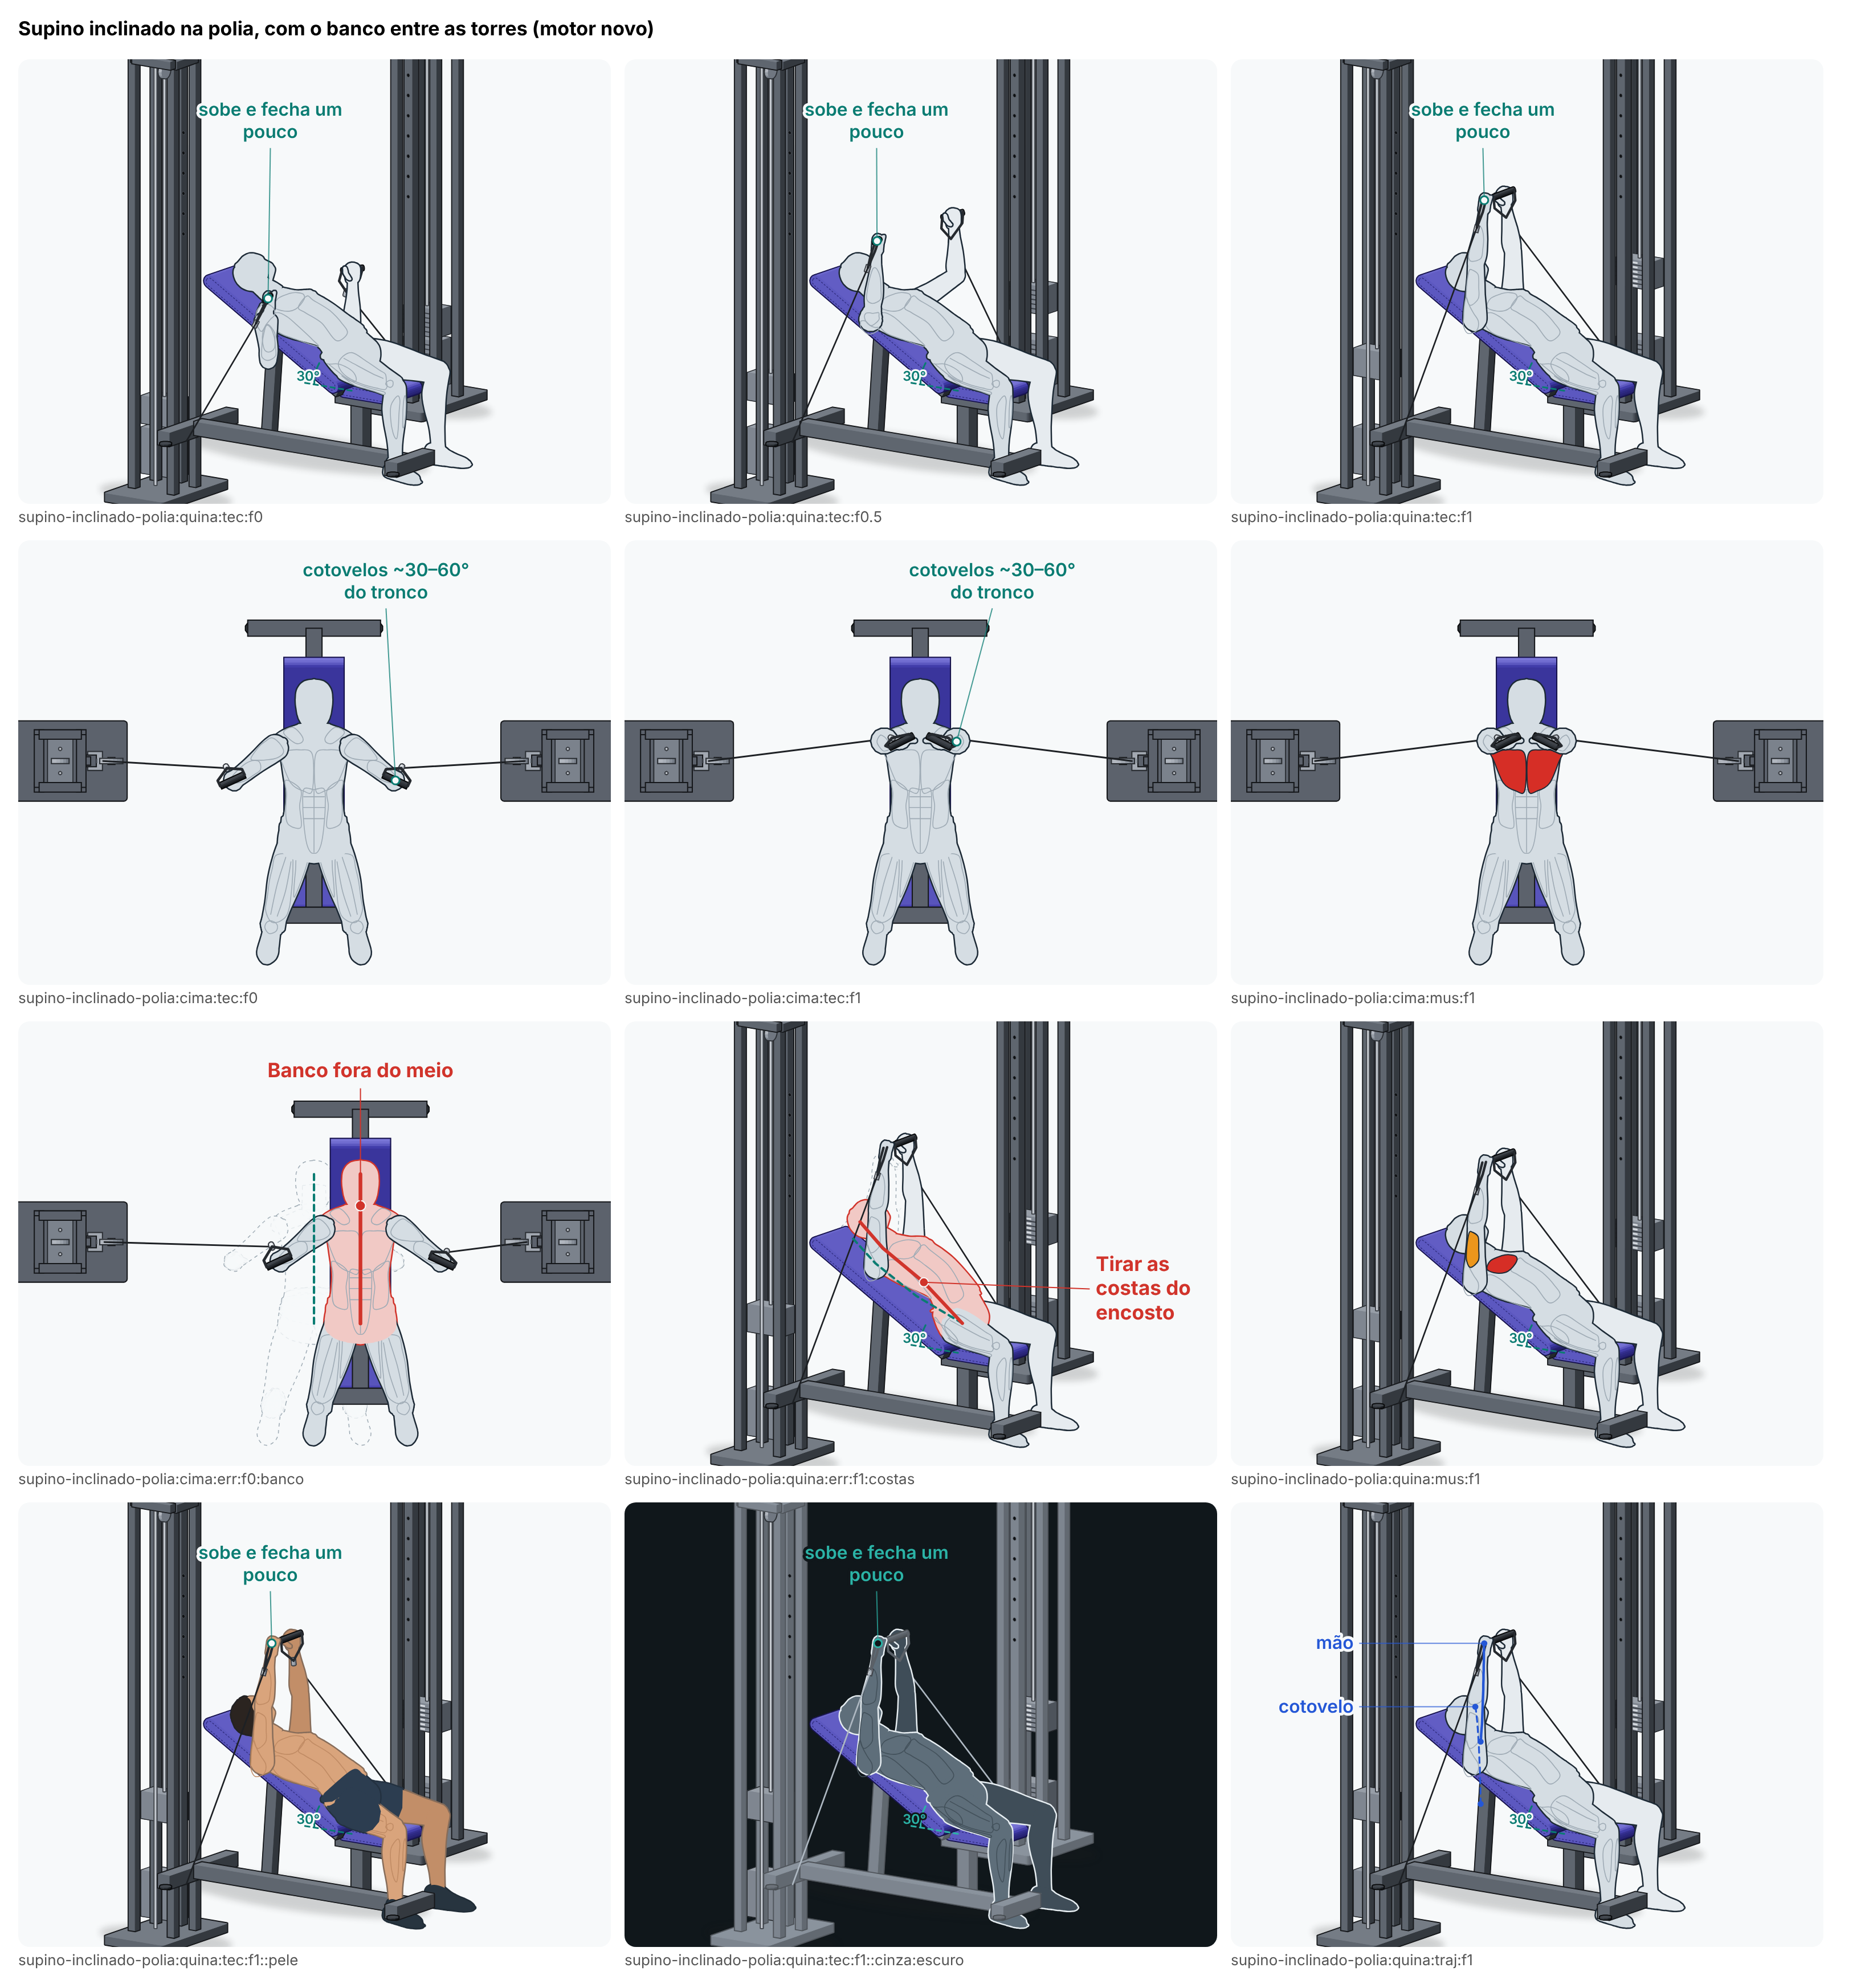 Supino inclinado na polia, com o banco entre as torres (motor novo)
sobe e fecha um
pouco
30°
supino-inclinado-polia:quina:tec:f0
sobe e fecha um
pouco
30°
supino-inclinado-polia:quina:tec:f0.5
sobe e fecha um
pouco
30°
supino-inclinado-polia:quina:tec:f1
cotovelos ~30–60°
do tronco
supino-inclinado-polia:cima:tec:f0
cotovelos ~30–60°
do tronco
supino-inclinado-polia:cima:tec:f1
supino-inclinado-polia:cima:mus:f1
Banco fora do meio
supino-inclinado-polia:cima:err:f0:banco
Tirar as
costas do
encosto
30°
supino-inclinado-polia:quina:err:f1:costas
30°
supino-inclinado-polia:quina:mus:f1
sobe e fecha um
pouco
30°
supino-inclinado-polia:quina:tec:f1::pele
sobe e fecha um
pouco
30°
supino-inclinado-polia:quina:tec:f1::cinza:escuro
mão
cotovelo
30°
supino-inclinado-polia:quina:traj:f1